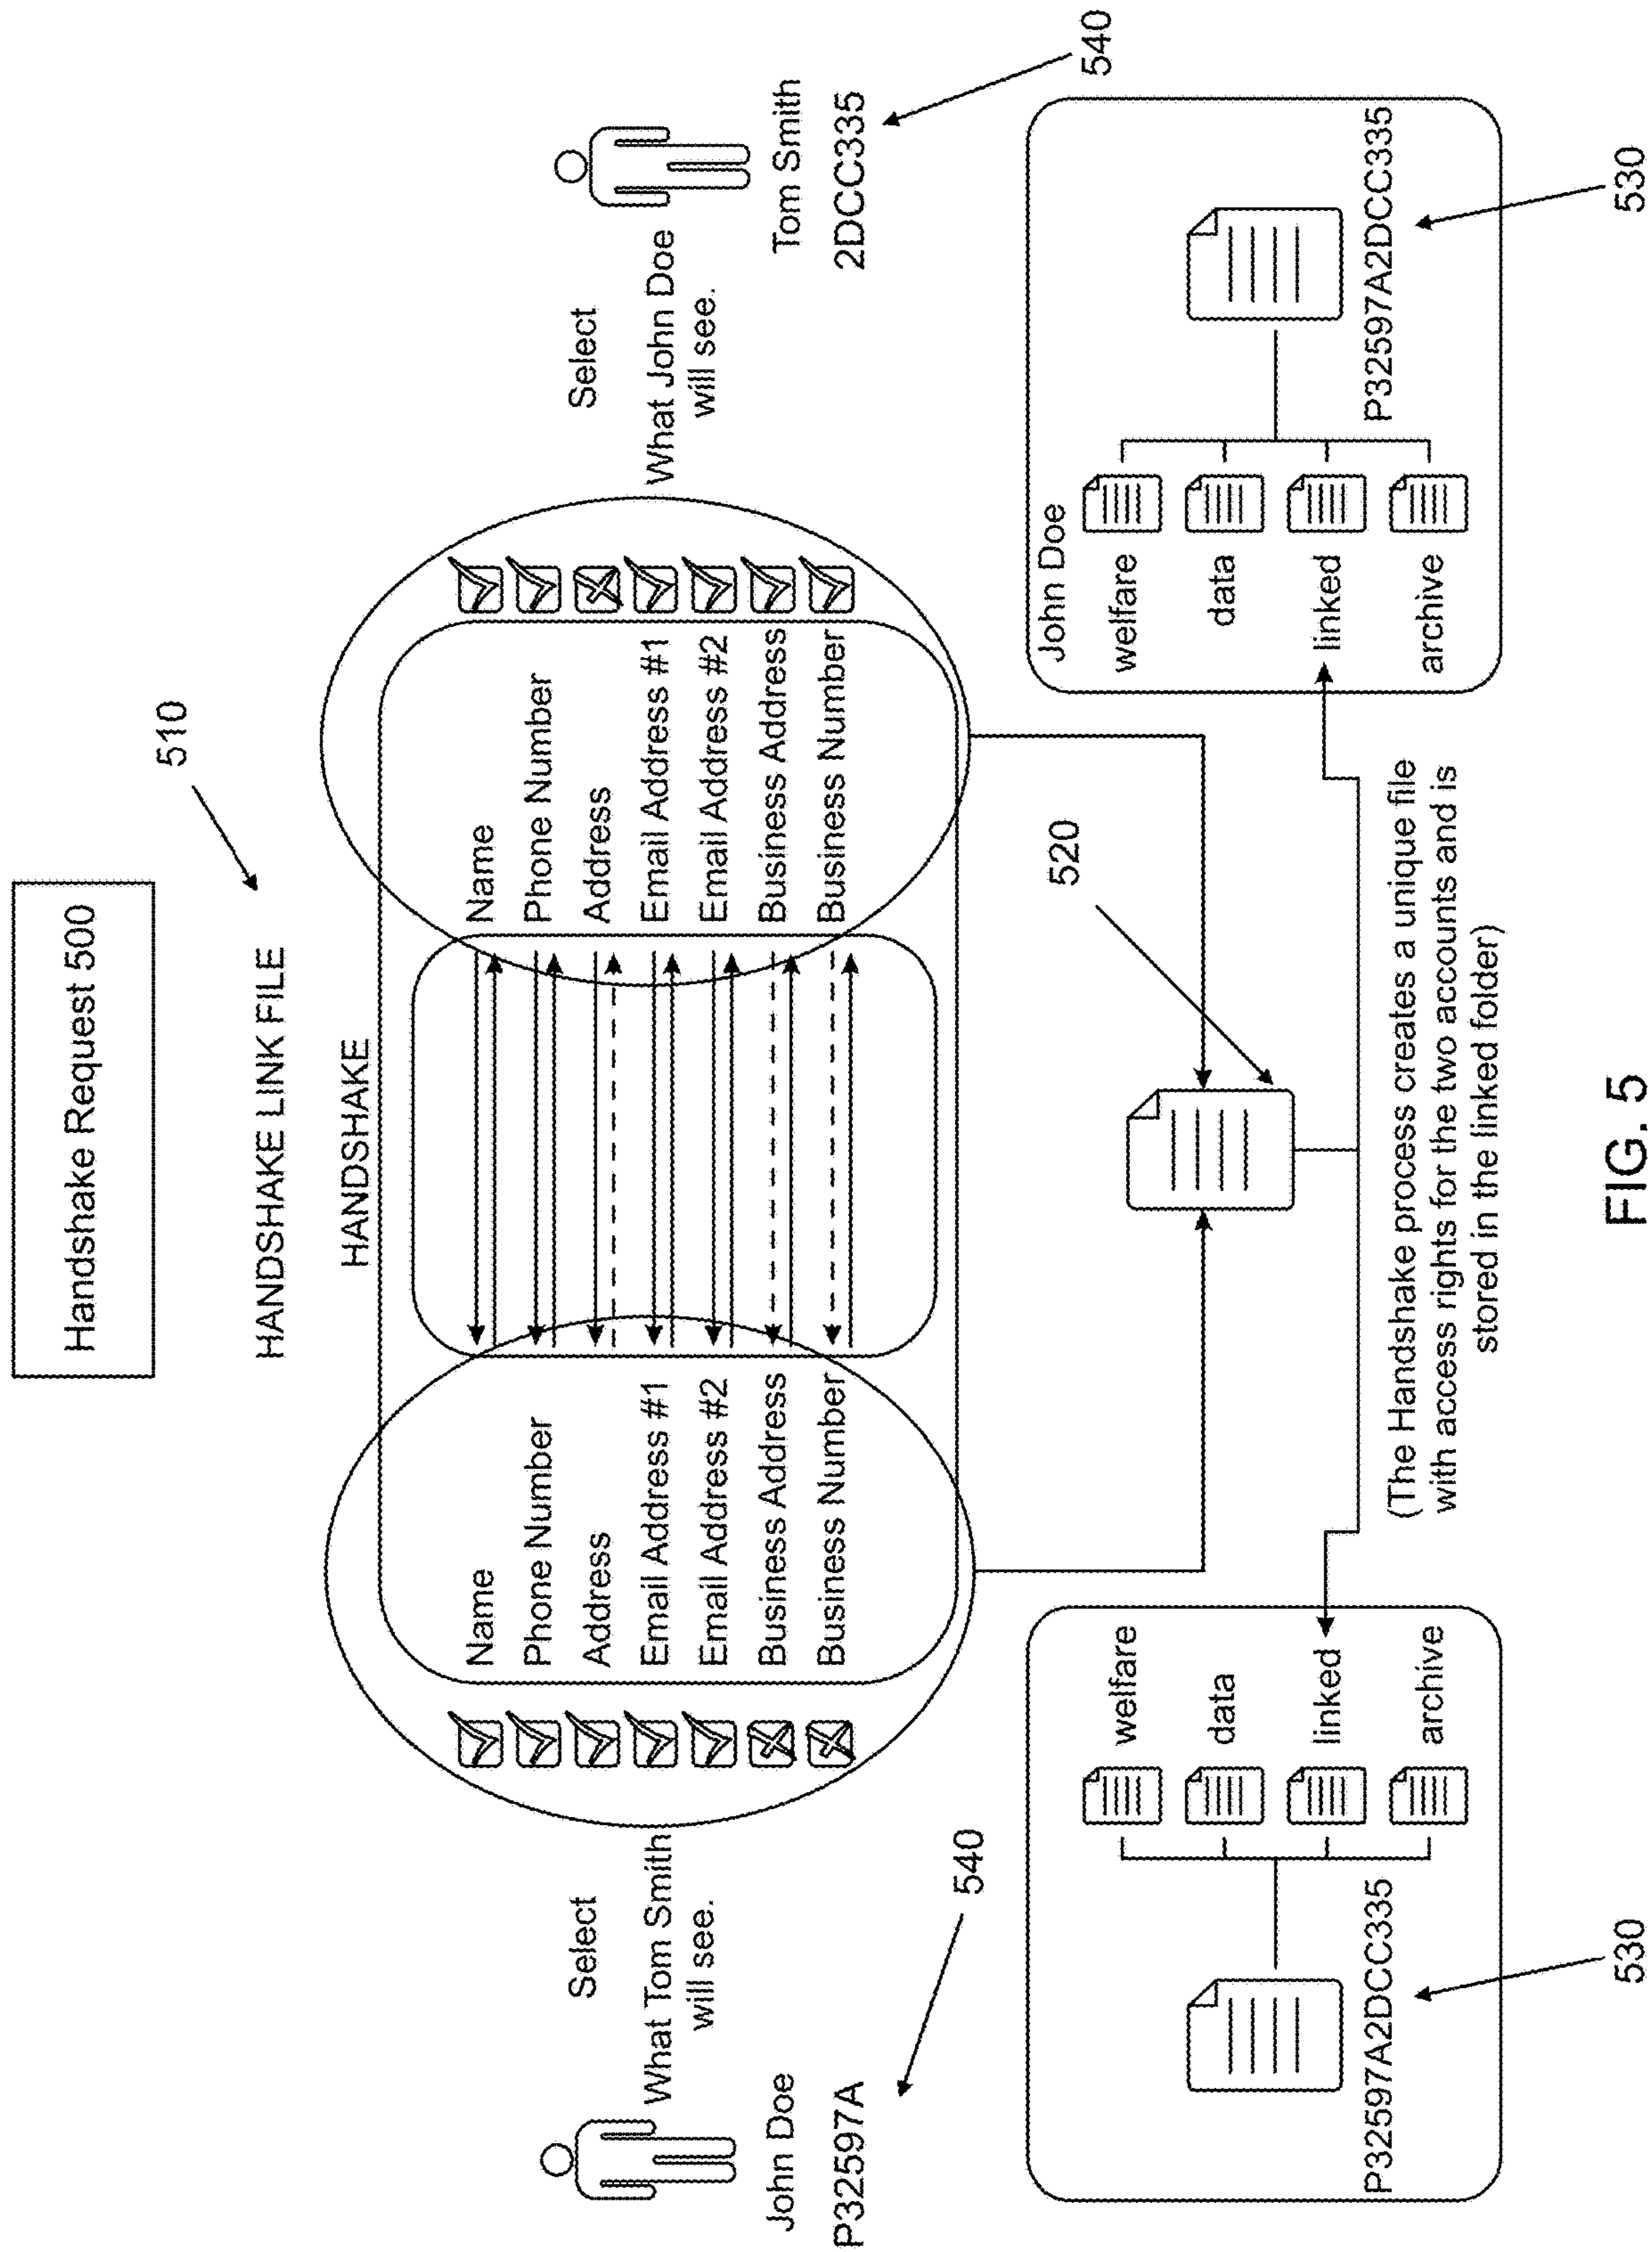 Handshake Request 500
510
HANDSHAKE LINK FILE
HANDSHAKE
Name
Phone Number
Address
Email Address #1
Email Address #2
Business Address
Business Number
Name
Phone Number
Address
Email Address #1
Email Address #2
Business Address
Business Number
Select
What Tom Smith
will see.
John Doe
P32597A
540
Select
What John Doe
will see.
Tom Smith
2DCC335
540
520
welfare
data
linked
archive
P32597A2DCC335
530
John Doe
welfare
data
linked
archive
P32597A2DCC335
530
(The Handshake process creates a unique file
with access rights for the two accounts and is
stored in the linked folder)
FIG. 5